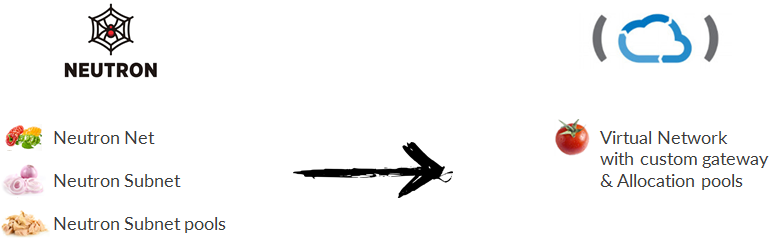 NEUTRON
Neutron Net
Neutron Subnet
Neutron Subnet pools
Virtual Network
with custom gateway
& Allocation pools